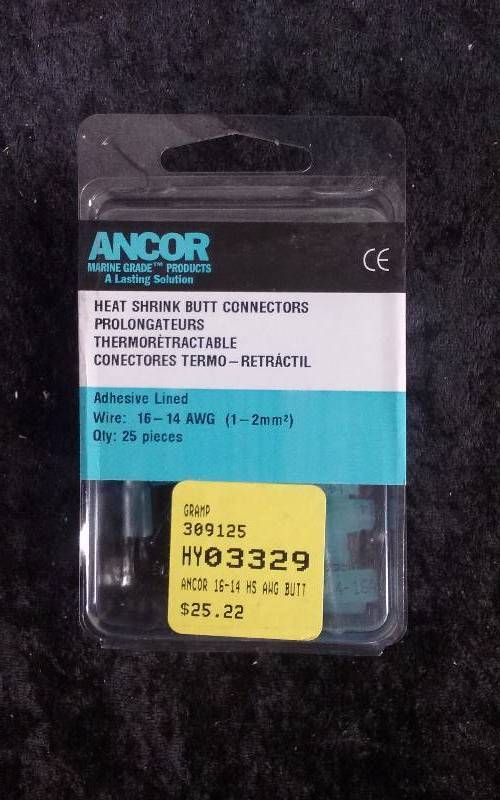 ANCOR
MARINE GRADE™ PRODUCTS
A Lasting Solution
CE
HEAT SHRINK BUTT CONNECTORS
PROLONGATEURS
THERMORÈTRACTABLE
CONECTORES TERMO–RETRÁCTIL
Adhesive Lined
Wire: 16–14 AWG (1–2mm²)
Qty: 25 pieces
GRAMP
309125
HY03329
ANCOR 16-14 HS AWG BUTT
$25.22